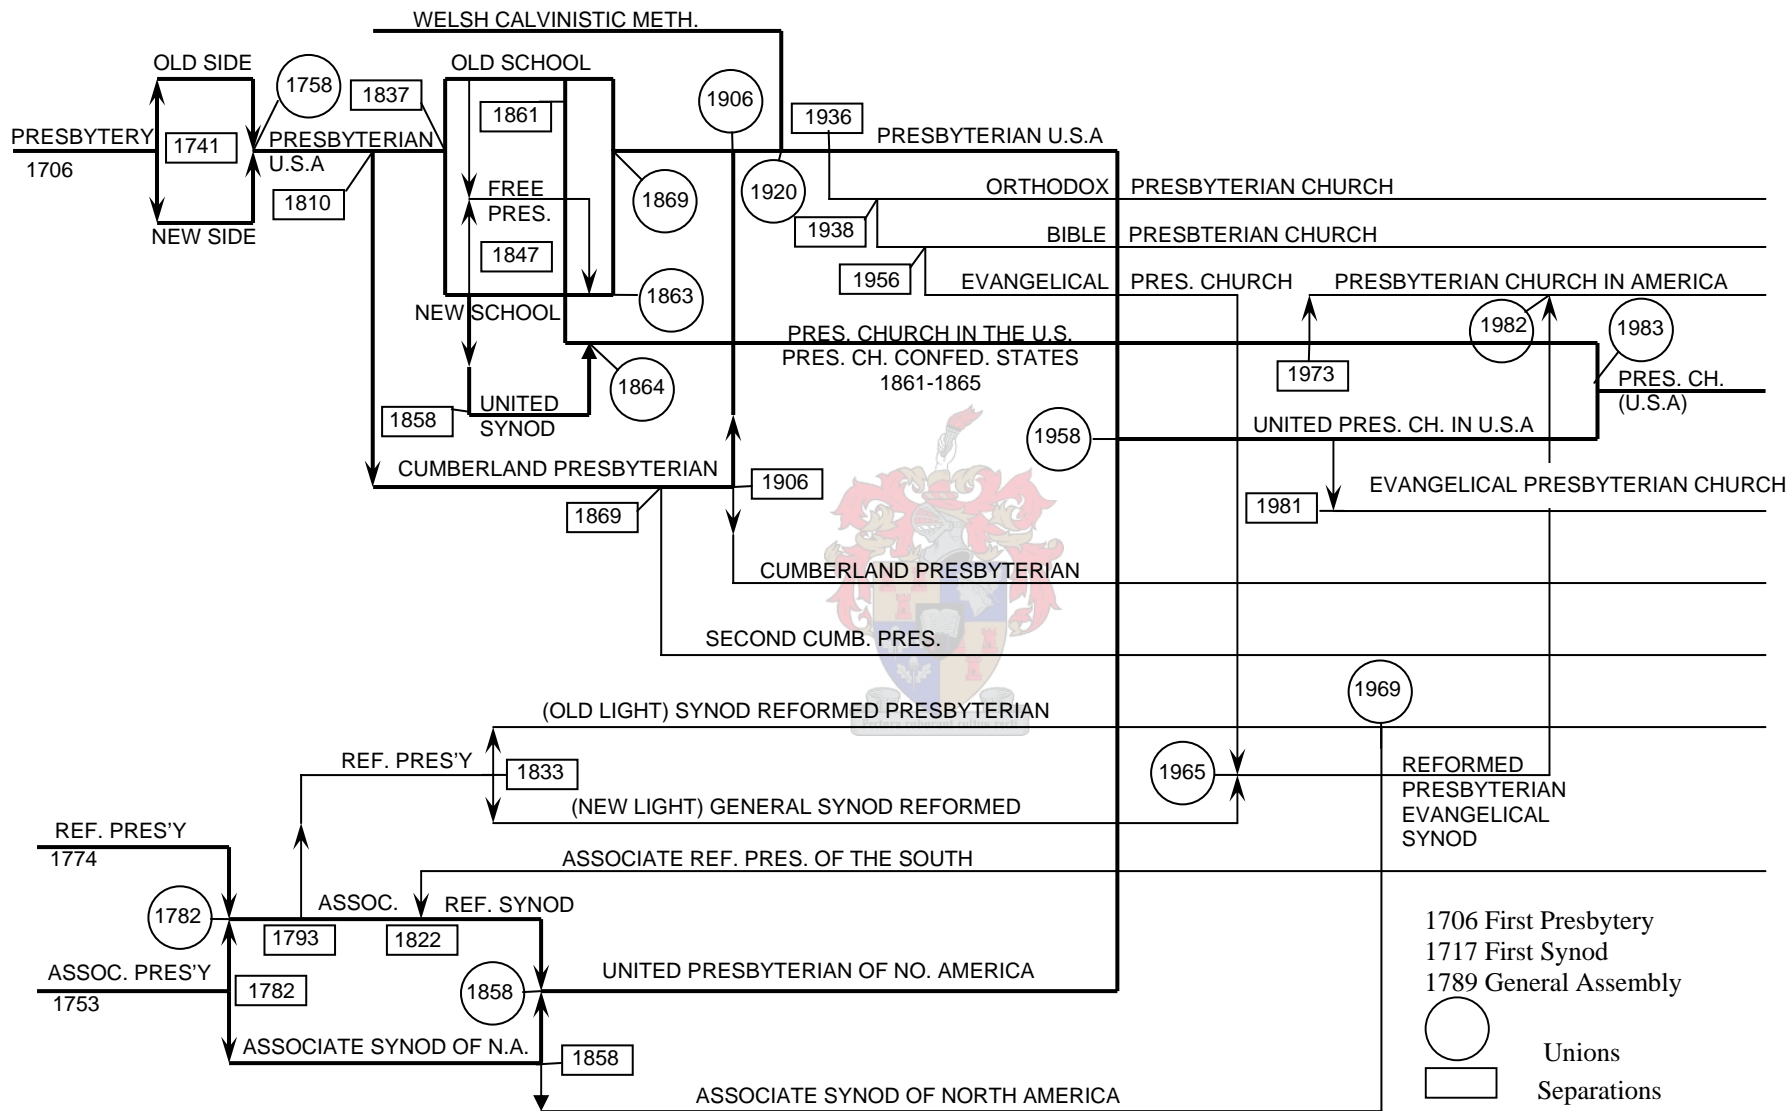 WELSH CALVINISTIC METH.
OLD SIDE
1758
OLD SCHOOL
1837
1861
1906
1936
PRESBYTERY
1706
1741
PRESBYTERIAN
U.S.A
PRESBYTERIAN U.S.A
1810
FREE
PRES.
1869
1920
ORTHODOX PRESBYTERIAN CHURCH
NEW SIDE
1847
1938
BIBLE PRESBTERIAN CHURCH
1956
EVANGELICAL PRES. CHURCH
PRESBYTERIAN CHURCH IN AMERICA
1863
NEW SCHOOL
1982
1983
PRES. CHURCH IN THE U.S.
PRES. CH. CONFED. STATES
1861-1865
1864
1973
PRES. CH.
(U.S.A)
1858
UNITED
SYNOD
1958
UNITED PRES. CH. IN U.S.A
CUMBERLAND PRESBYTERIAN
1906
EVANGELICAL PRESBYTERIAN CHURCH
1869
1981
CUMBERLAND PRESBYTERIAN
SECOND CUMB. PRES.
1969
(OLD LIGHT) SYNOD REFORMED PRESBYTERIAN
REF. PRES’Y
1833
1965
REFORMED
PRESBYTERIAN
EVANGELICAL
SYNOD
(NEW LIGHT) GENERAL SYNOD REFORMED
REF. PRES’Y
1774
ASSOCIATE REF. PRES. OF THE SOUTH
1782
ASSOC. REF. SYNOD
1793
1822
ASSOC. PRES’Y
1753
1782
1858
UNITED PRESBYTERIAN OF NO. AMERICA
ASSOCIATE SYNOD OF N.A.
1858
ASSOCIATE SYNOD OF NORTH AMERICA
1706 First Presbytery
1717 First Synod
1789 General Assembly
Unions
Separations